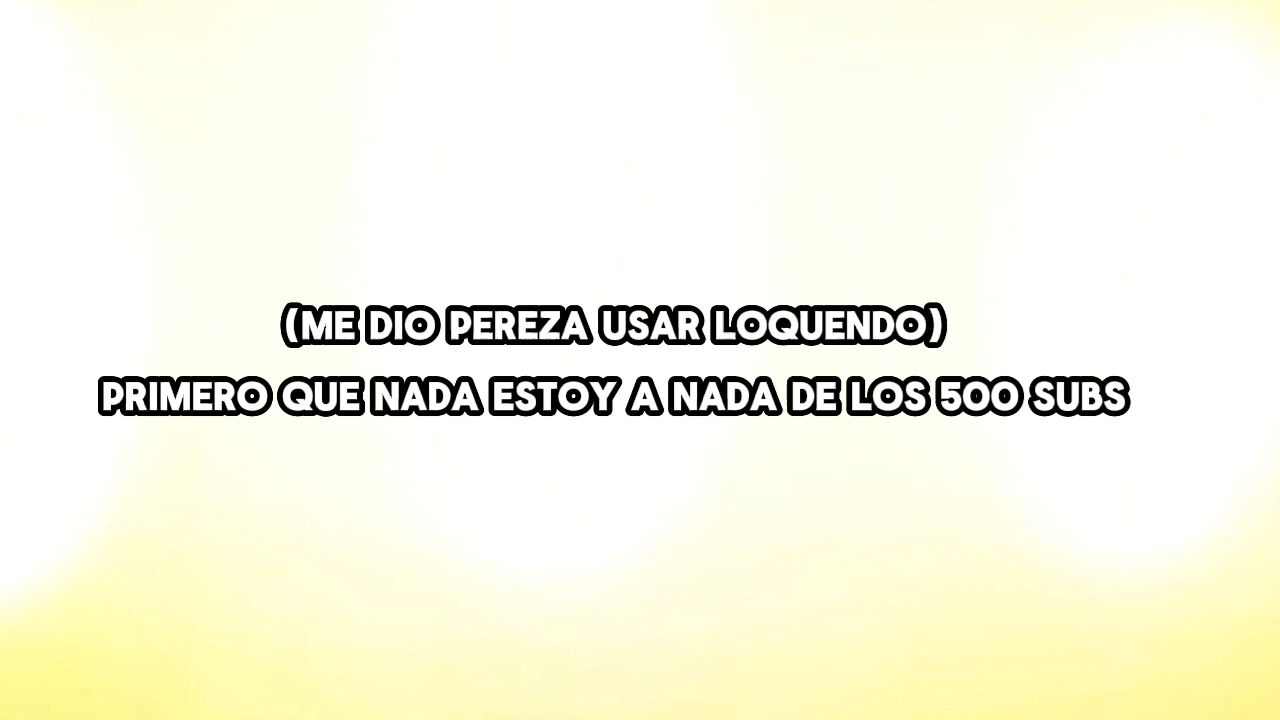 (ME DIO PEREZA USAR LOQUENDO)
PRIMERO QUE NADA ESTOY A NADA DE LOS 500 SUBS